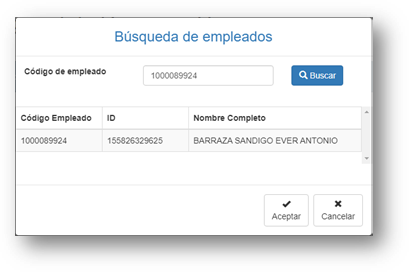 Búsqueda de empleados
Código de empleado 1000089924 Buscar
Código Empleado ID Nombre Completo
1000089924 155826329625 BARRAZA SANDIGO EVER ANTONIO
Aceptar Cancelar